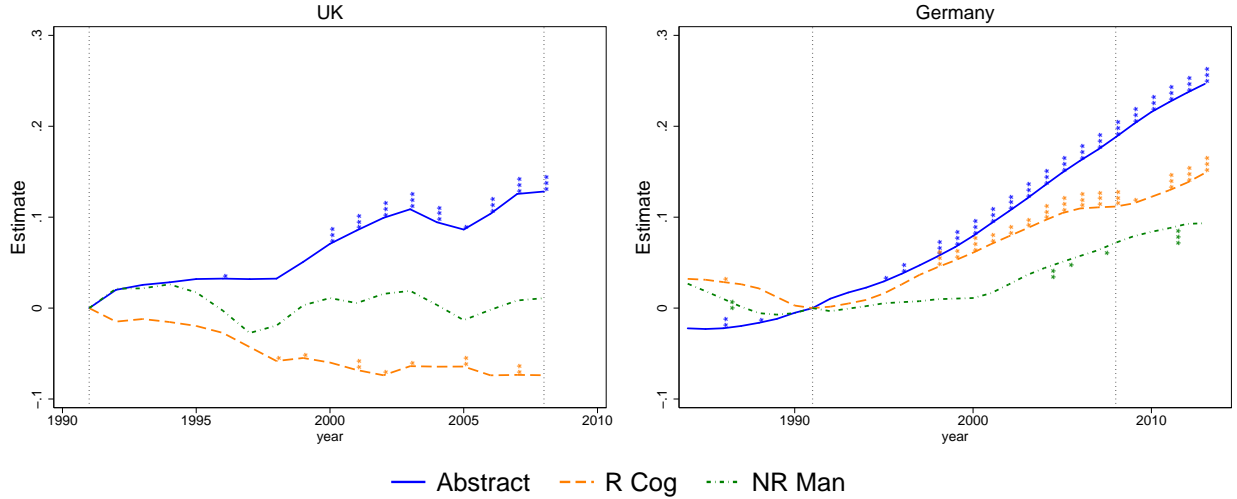 UK
Germany
.3
.2
.1
0
-.1
Estimate
1990
1995
2000
2005
2010
year
.3
.2
.1
0
-.1
Estimate
1990
2000
2010
year
Abstract
R Cog
NR Man